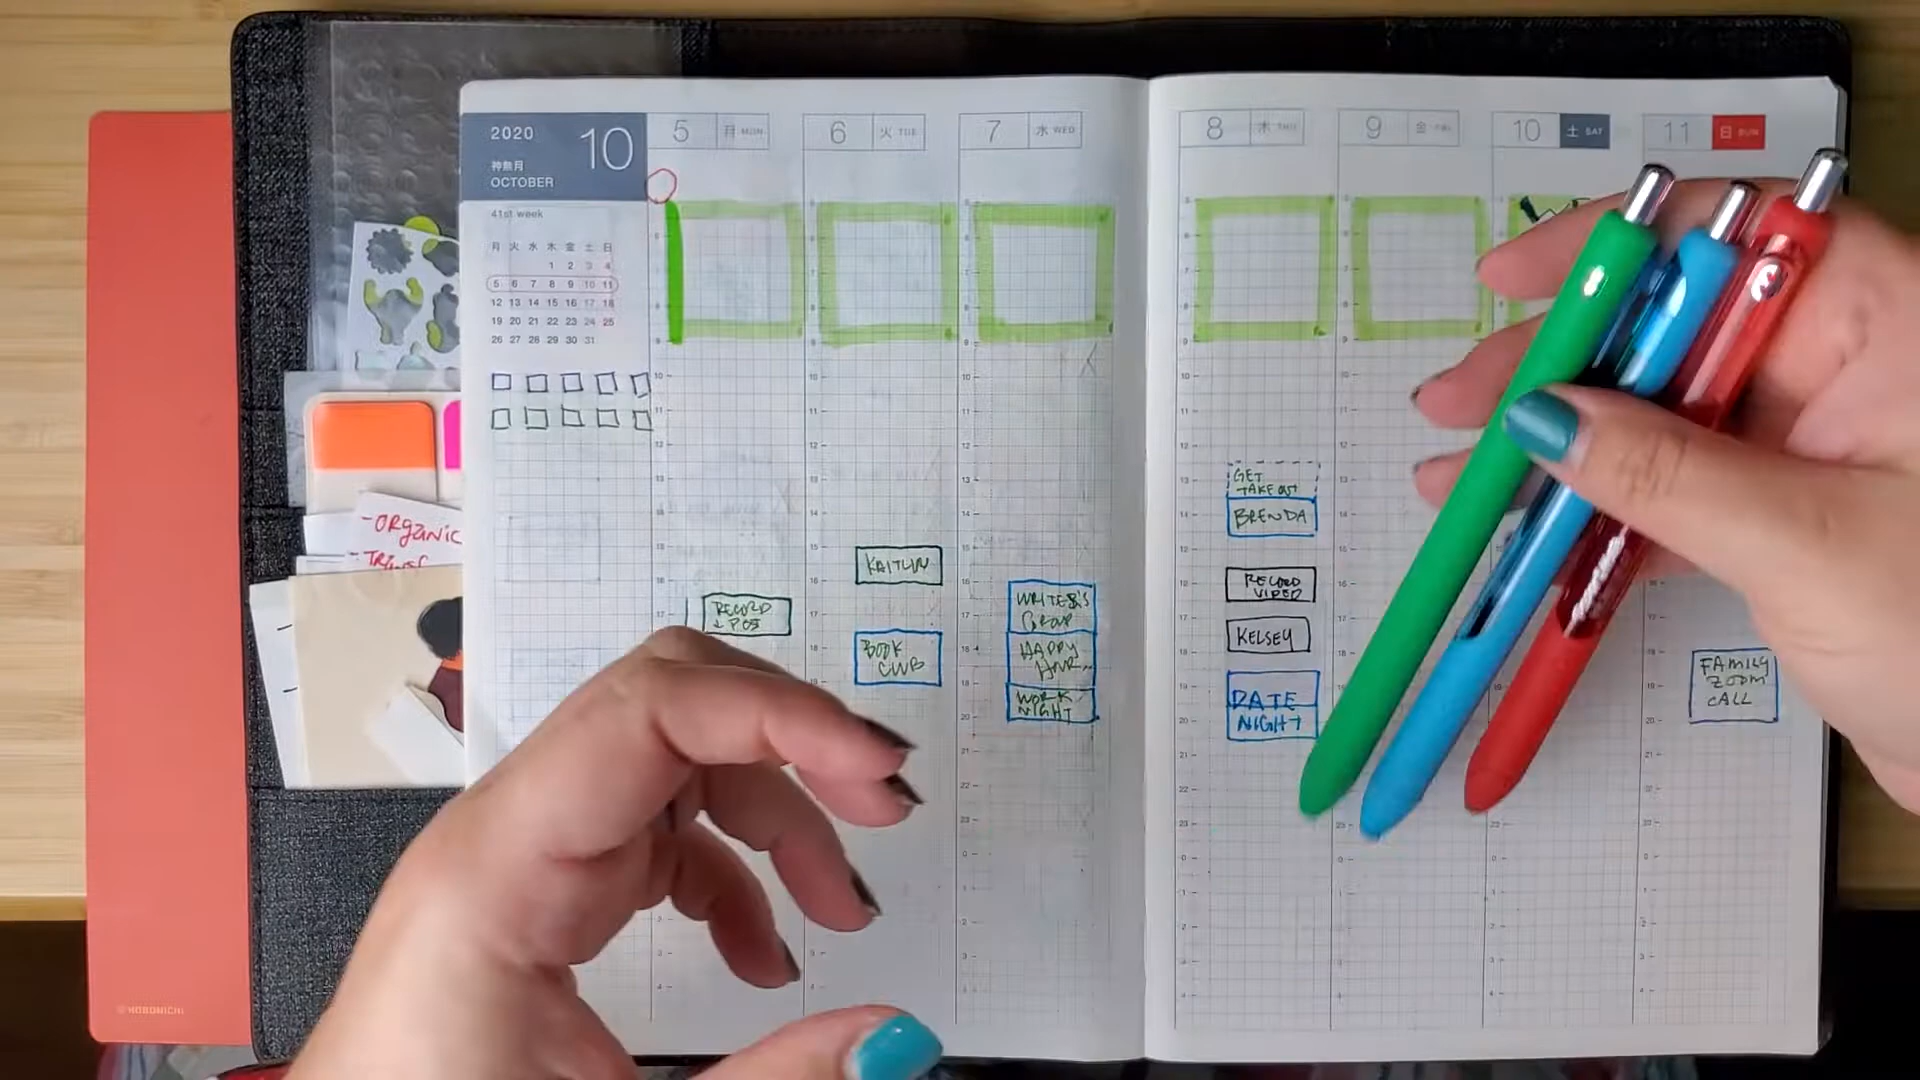 2020
10
神無月
OCTOBER
5 月 MON
6 火 TUE
7 水 WED
8 木 THU
9 金 FRI
10 土 SAT
11 日 SUN
41st week
月 火 水 木 金 土 日
1 2 3 4
5 6 7 8 9 10 11
12 13 14 15 16 17 18
19 20 21 22 23 24 25
26 27 28 29 30 31
-ORGANIC
RECORD
KAITLYN
BOOK
CLUB
WRITER'S
GROUP
HAPPY
HOUR
WORK
NIGHT
GET
TAKE OUT
BRENDA
RECORD
VIDEO
KELSEY
DATE
NIGHT
FAMILY
ZOOM
CALL
© HOBONICHI